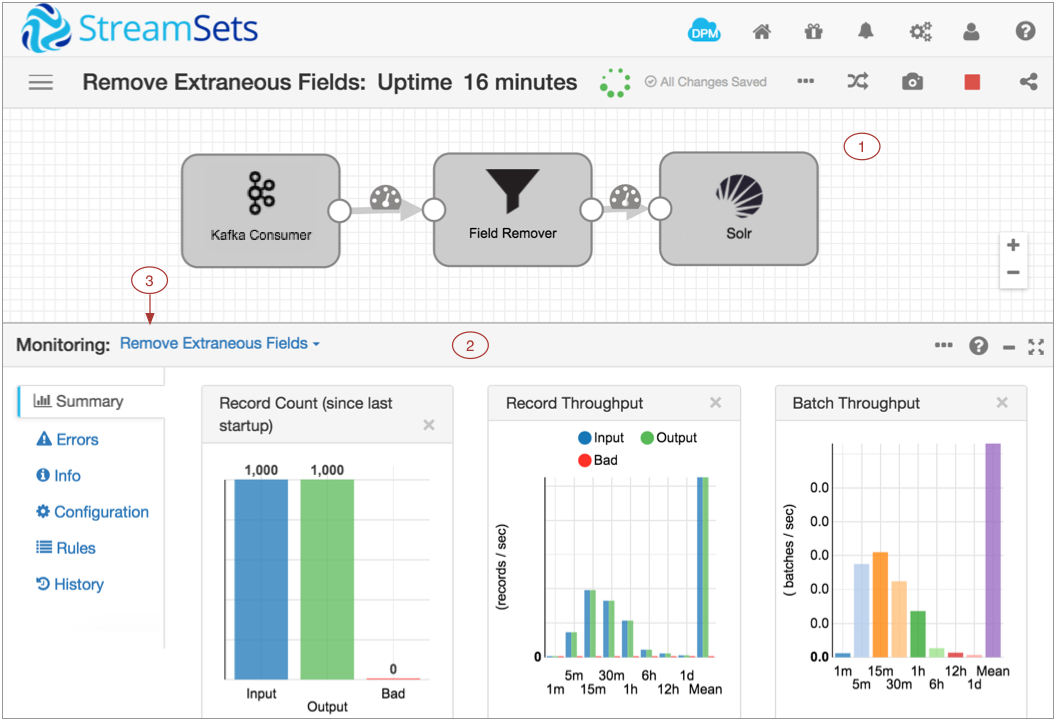 StreamSets
DPM
Remove Extraneous Fields: Uptime 16 minutes
All Changes Saved
1
Kafka Consumer
Field Remover
Solr
3
Monitoring: Remove Extraneous Fields
2
Summary
Errors
Info
Configuration
Rules
History
Record Count (since last
startup)
1,000 1,000
0
Input Output Bad
Record Throughput
Input Output
Bad
(records / sec)
0
1m 5m 15m 30m 1h 6h 12h 1d Mean
Batch Throughput
( batches / sec)
0.0
0.0
0.0
0.0
0.0
0.0
1m 5m 15m 30m 1h 6h 12h 1d Mean